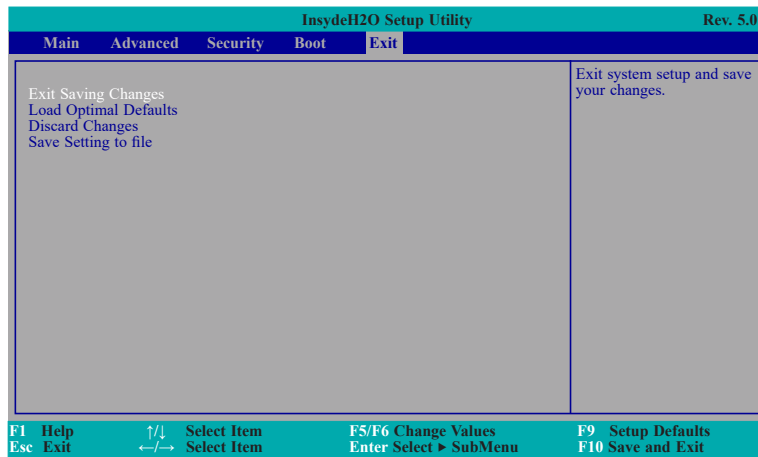 InsydeH2O Setup Utility Rev. 5.0
Main Advanced Security Boot Exit
Exit Saving Changes
Load Optimal Defaults
Discard Changes
Save Setting to file
Exit system setup and save
your changes.
F1 Help ↑/↓ Select Item F5/F6 Change Values F9 Setup Defaults
Esc Exit ←/→ Select Item Enter Select ► SubMenu F10 Save and Exit